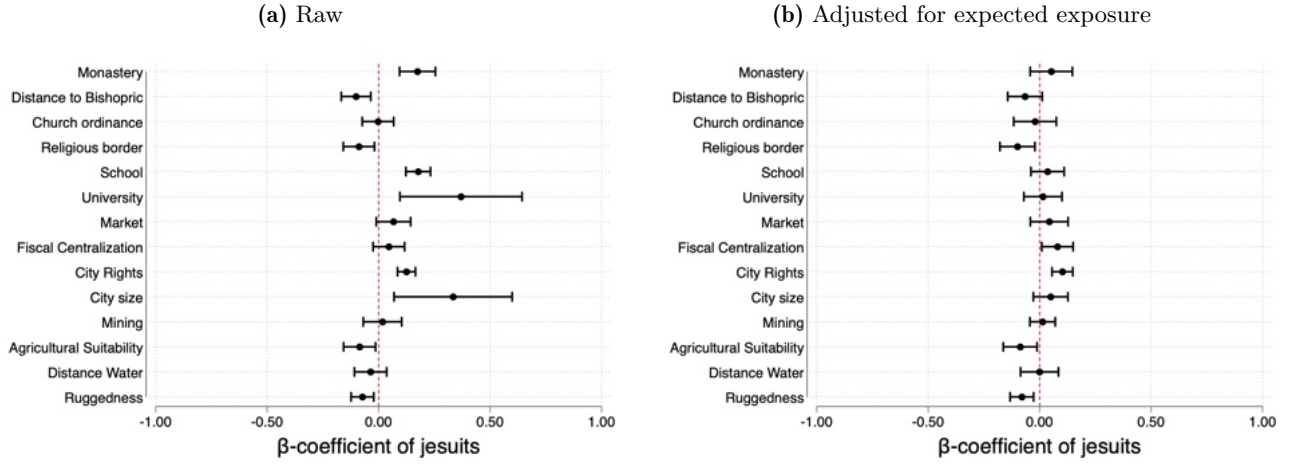 (a) Raw
Monastery
Distance to Bishopric
Church ordinance
Religious border
School
University
Market
Fiscal Centralization
City Rights
City size
Mining
Agricultural Suitability
Distance Water
Ruggedness
-1.00 -0.50 0.00 0.50 1.00
β-coefficient of jesuits
(b) Adjusted for expected exposure
Monastery
Distance to Bishopric
Church ordinance
Religious border
School
University
Market
Fiscal Centralization
City Rights
City size
Mining
Agricultural Suitability
Distance Water
Ruggedness
-1.00 -0.50 0.00 0.50 1.00
β-coefficient of jesuits